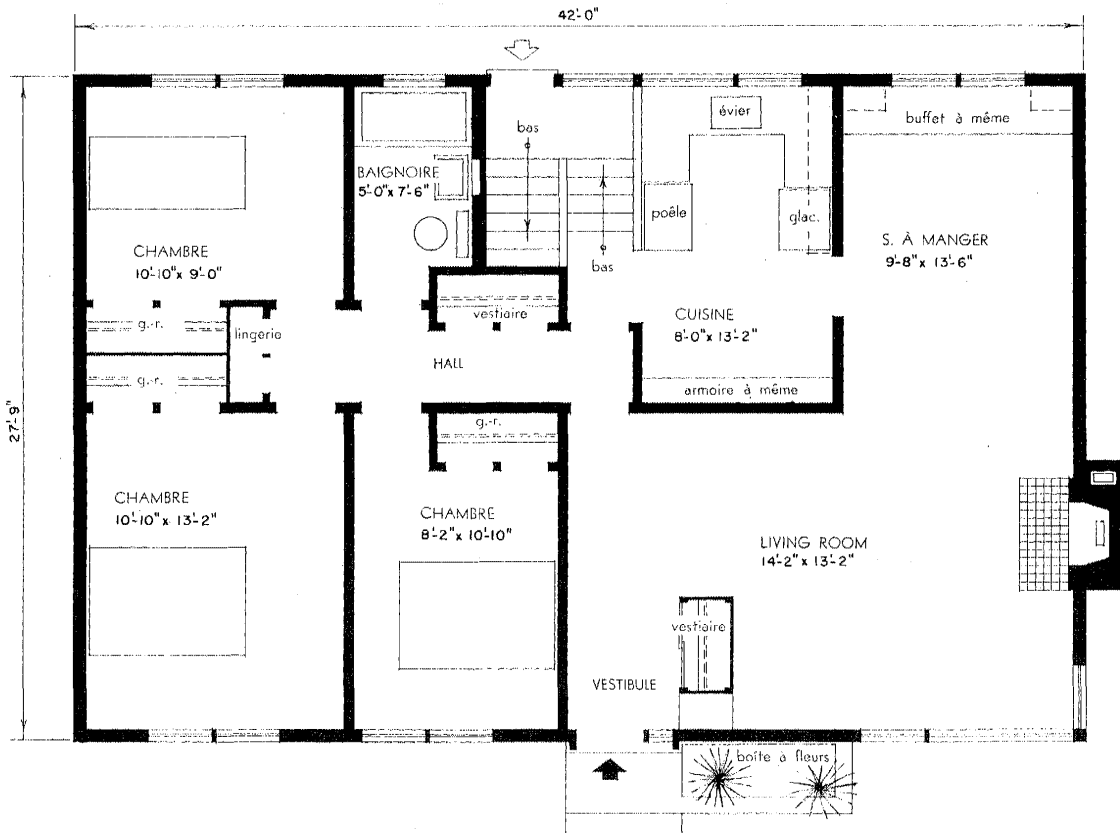 42'-0"
27'-9"
évier
buffet à même
bas
BAIGNOIRE
5'-0" x 7'-6"
poêle
glac.
S. À MANGER
9'-8" x 13'-6"
CHAMBRE
10'-10" x 9'-0"
bas
g.-r.
lingerie
vestiaire
CUISINE
8'-0" x 13'-2"
HALL
g.-r.
armoire à même
g.-r.
CHAMBRE
10'-10" x 13'-2"
CHAMBRE
8'-2" x 10'-10"
LIVING ROOM
14'-2" x 13'-2"
vestiaire
VESTIBULE
boîte à fleurs